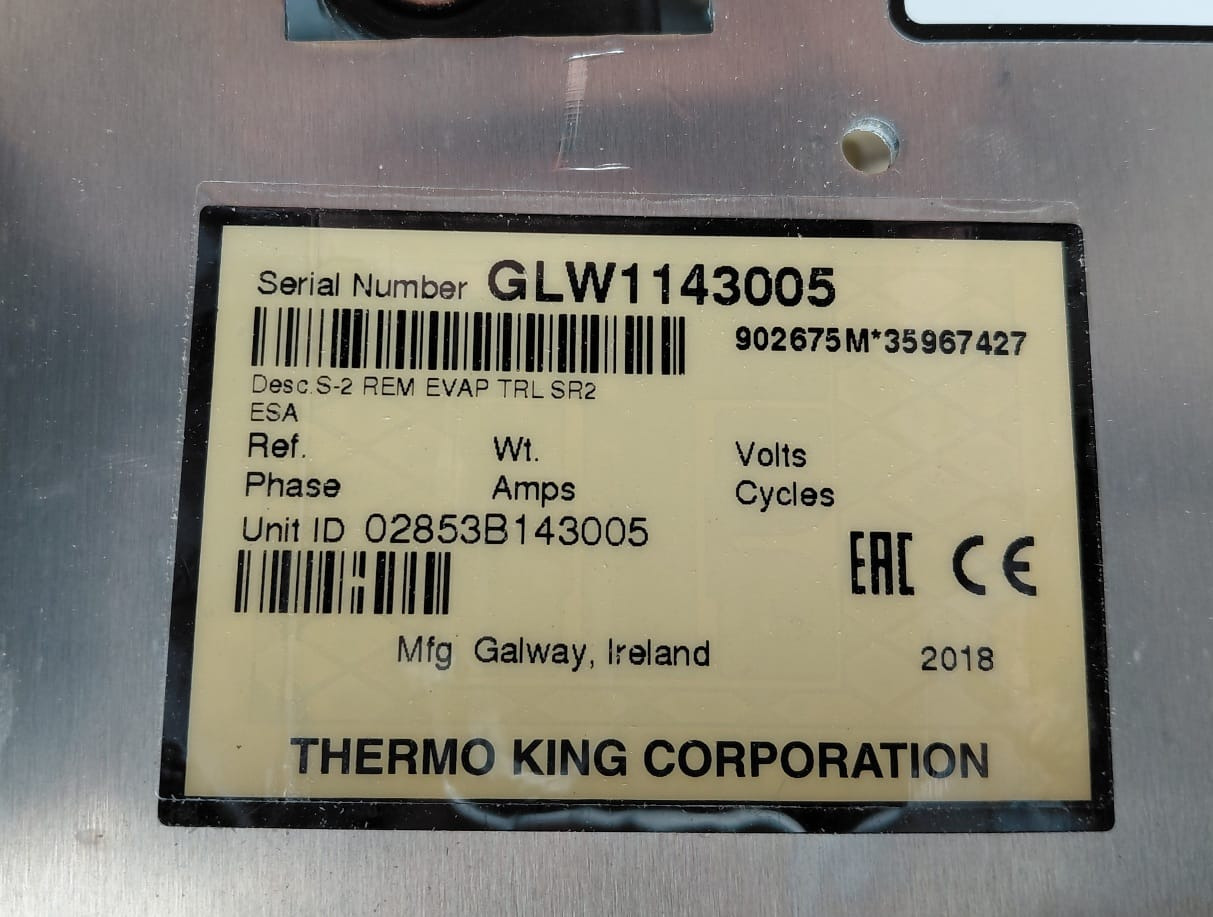 Serial Number GLW1143005
902675M*35967427
Desc.S-2 REM EVAP TRL SR2
ESA
Ref. Wt. Volts
Phase Amps Cycles
Unit ID 02853B143005
EAC CE
Mfg Galway, Ireland 2018
THERMO KING CORPORATION